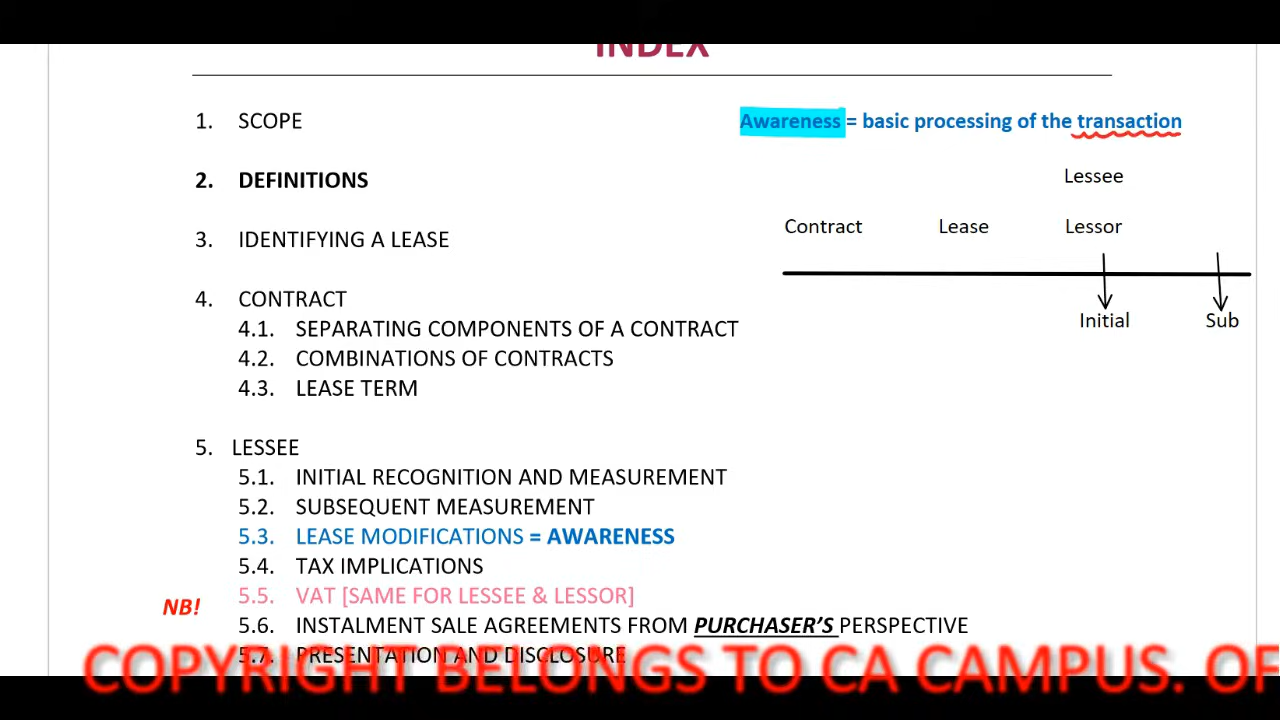 INDEX
1. SCOPE
Awareness = basic processing of the transaction
2. DEFINITIONS
Lessee
Contract Lease Lessor
3. IDENTIFYING A LEASE
Initial Sub
4. CONTRACT
4.1. SEPARATING COMPONENTS OF A CONTRACT
4.2. COMBINATIONS OF CONTRACTS
4.3. LEASE TERM
5. LESSEE
5.1. INITIAL RECOGNITION AND MEASUREMENT
5.2. SUBSEQUENT MEASUREMENT
5.3. LEASE MODIFICATIONS = AWARENESS
5.4. TAX IMPLICATIONS
NB! 5.5. VAT [SAME FOR LESSEE & LESSOR]
5.6. INSTALMENT SALE AGREEMENTS FROM PURCHASER'S PERSPECTIVE
5.7. PRESENTATION AND DISCLOSURE
COPYRIGHT BELONGS TO CA CAMPUS. OF